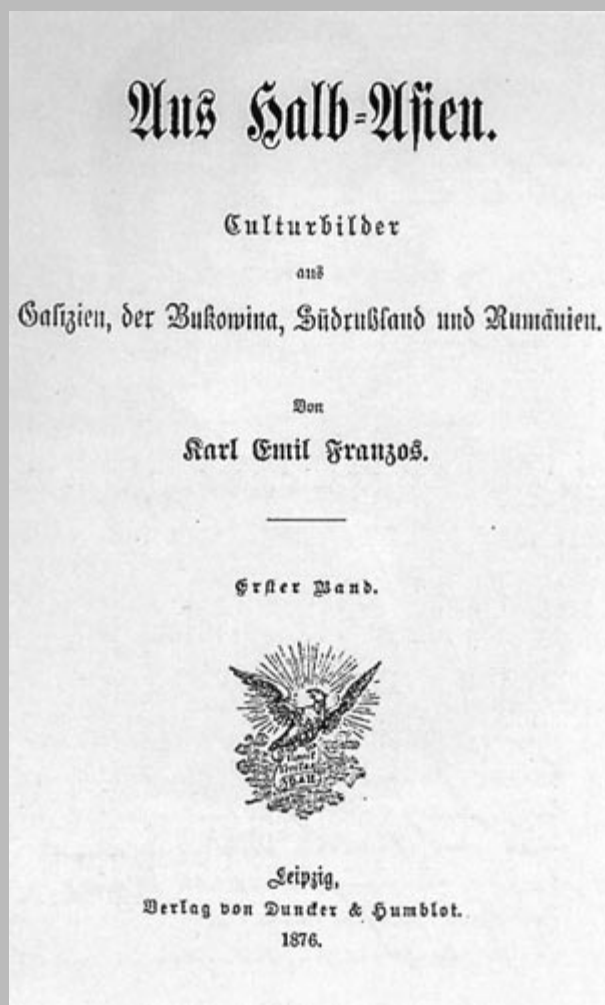 Aus Halb-Asien.
Culturbilder
aus
Galizien, der Bukowina, Südrußland und Rumänien.
Von
Karl Emil Franzos.
Erster Band.
Leipzig,
Verlag von Duncker & Humblot.
1876.